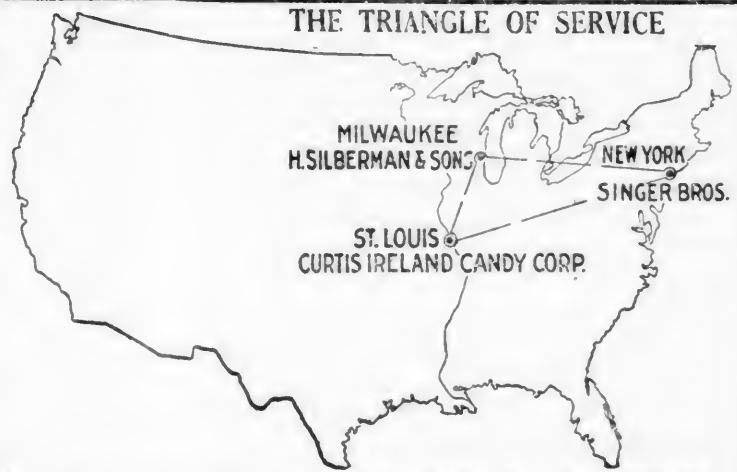 THE TRIANGLE OF SERVICE
MILWAUKEE
H. SILBERMAN & SONS
NEW YORK
SINGER BROS.
ST. LOUIS
CURTIS IRELAND CANDY CORP.